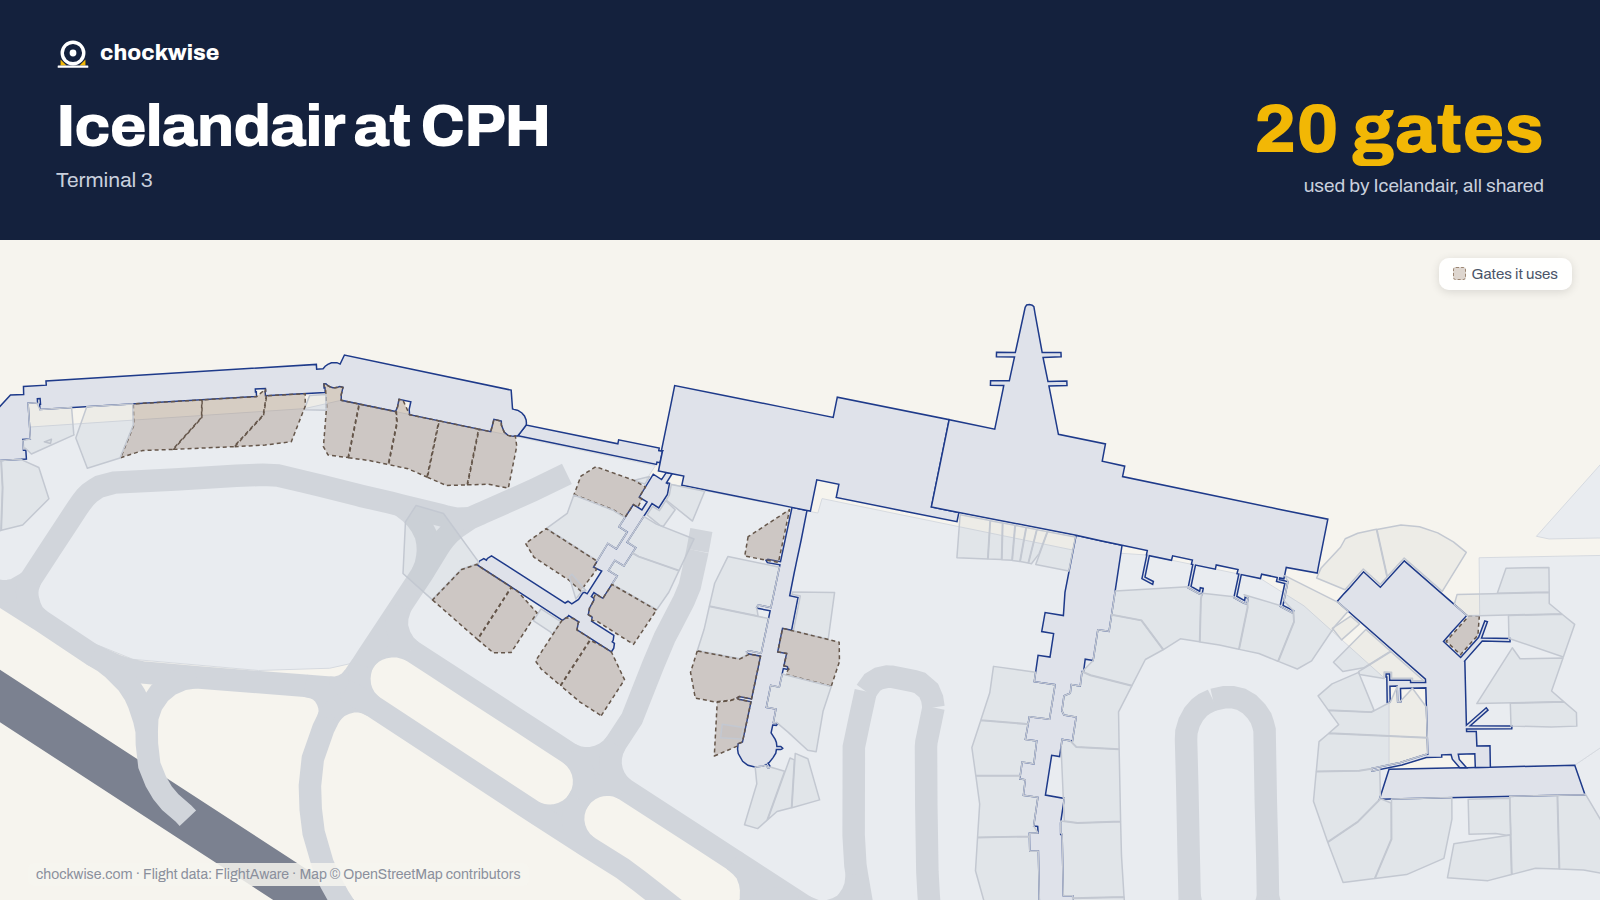 chockwise
Icelandair at CPH
Terminal 3
20 gates
used by Icelandair, all shared
Gates it uses
chockwise.com · Flight data: FlightAware · Map © OpenStreetMap contributors